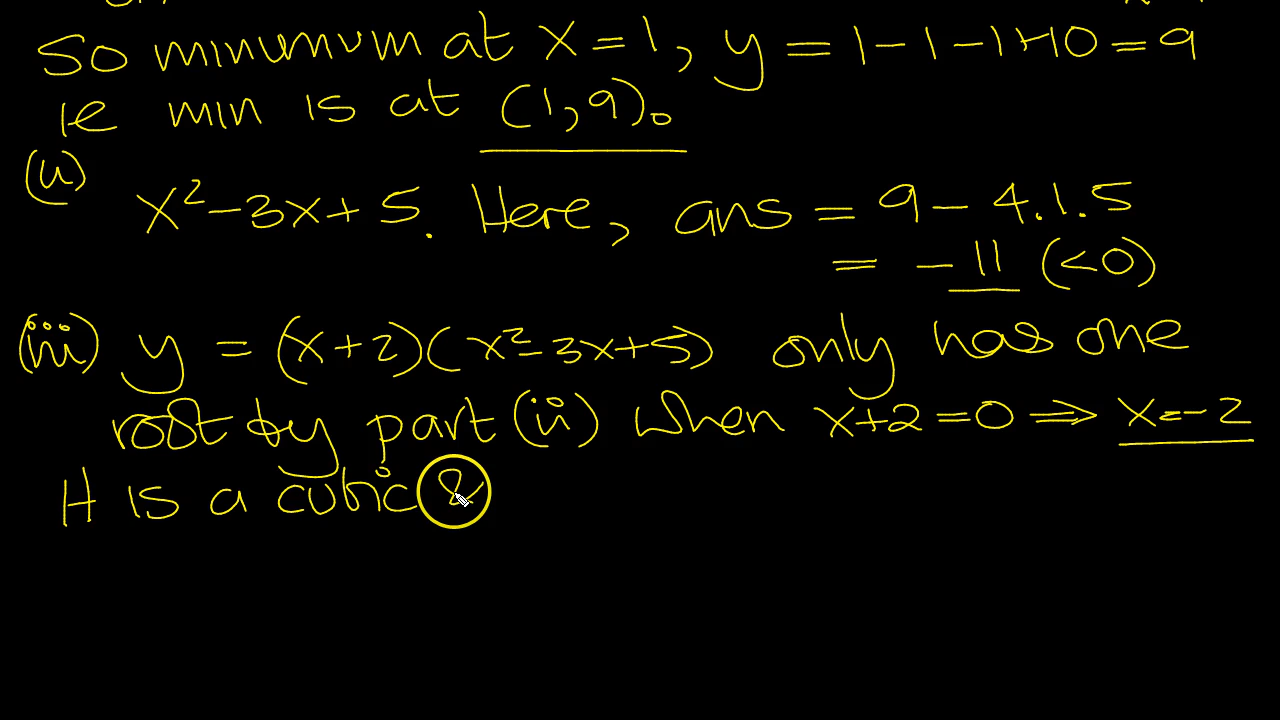 So minumum at x = 1, y = 1 - 1 - 1 + 10 = 9
ie min is at (1,9).
(ii)
x² - 3x + 5. Here, ans = 9 - 4.1.5
= -11 (<0)
(iii) y = (x+2)(x²-3x+5) only has one
root by part (ii) when x+2=0 ⇒ x=-2
H is a cubic &